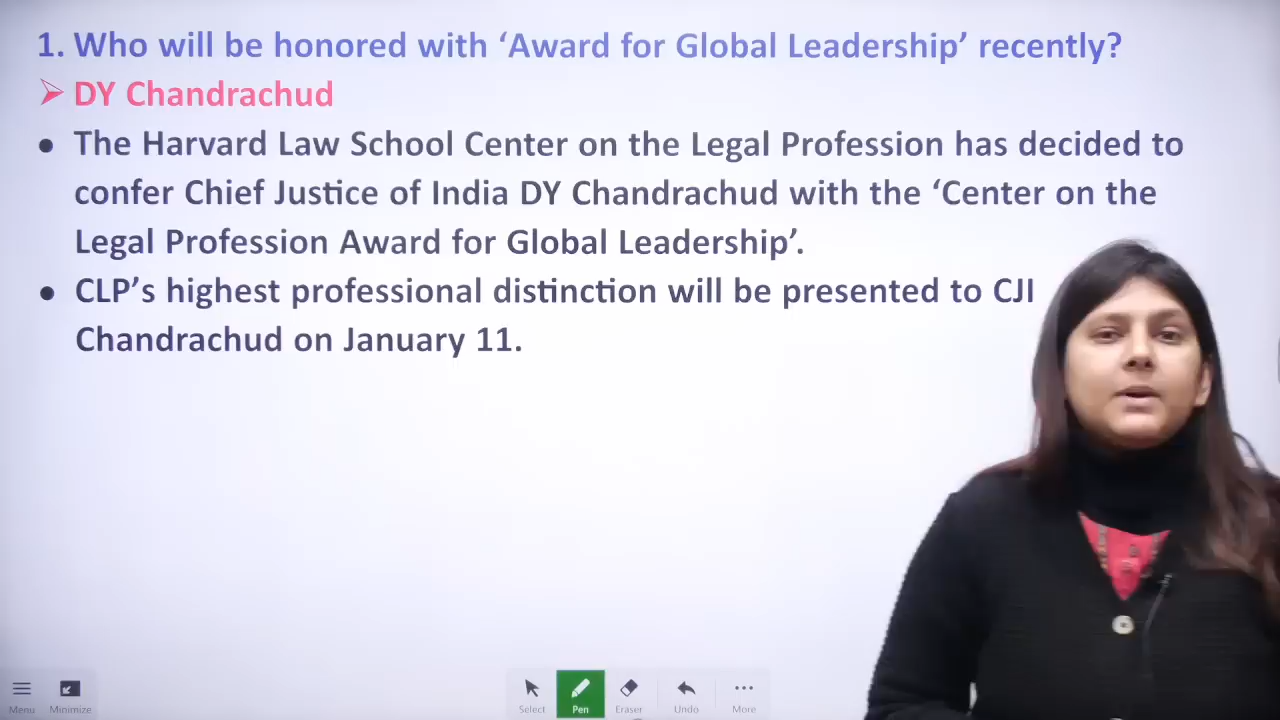 1. Who will be honored with ‘Award for Global Leadership’ recently?
➢ DY Chandrachud
• The Harvard Law School Center on the Legal Profession has decided to
confer Chief Justice of India DY Chandrachud with the ‘Center on the
Legal Profession Award for Global Leadership’.
• CLP’s highest professional distinction will be presented to CJI
Chandrachud on January 11.
Menu Minimize Select Pen Eraser Undo More